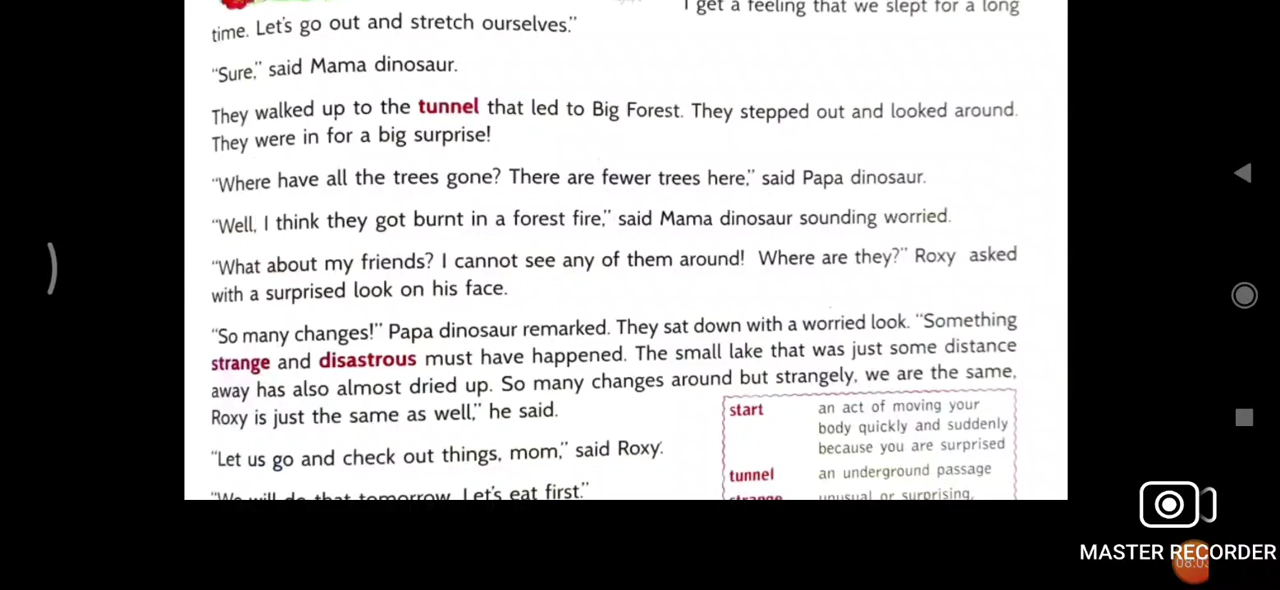 I get a feeling that we slept for a long
time. Let's go out and stretch ourselves."
"Sure," said Mama dinosaur.
They walked up to the tunnel that led to Big Forest. They stepped out and looked around.
They were in for a big surprise!
"Where have all the trees gone? There are fewer trees here," said Papa dinosaur.
"Well, I think they got burnt in a forest fire," said Mama dinosaur sounding worried.
"What about my friends? I cannot see any of them around! Where are they?" Roxy asked
with a surprised look on his face.
"So many changes!" Papa dinosaur remarked. They sat down with a worried look. "Something
strange and disastrous must have happened. The small lake that was just some distance
away has also almost dried up. So many changes around but strangely, we are the same,
Roxy is just the same as well," he said.
"Let us go and check out things, mom," said Roxy.
"We will do that tomorrow. Let's eat first."
start an act of moving your
body quickly and suddenly
because you are surprised
tunnel an underground passage
strange unusual or surprising,
MASTER RECORDER
08:03